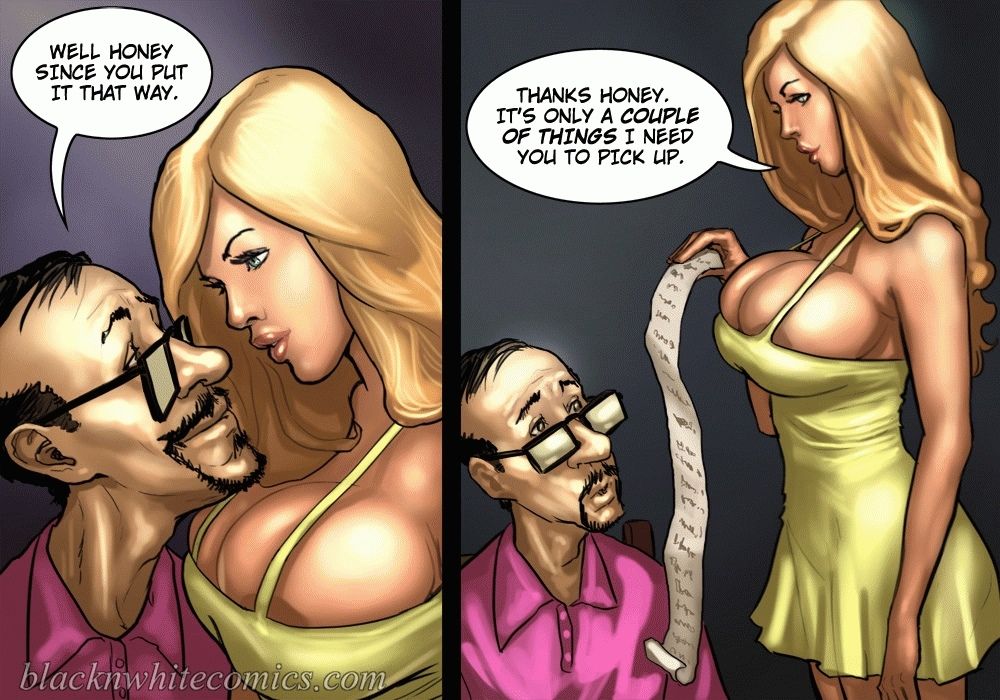 WELL HONEY
SINCE YOU PUT
IT THAT WAY.
THANKS HONEY.
IT'S ONLY A COUPLE
OF THINGS I NEED
YOU TO PICK UP.
blacknwhitecomics.com